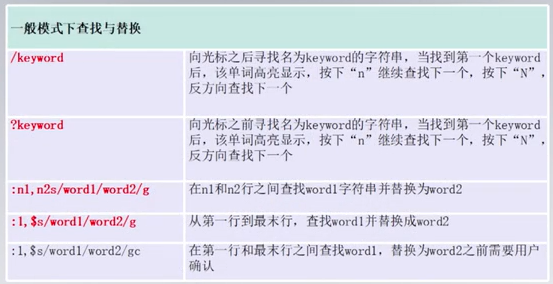 一般模式下查找与替换
/keyword
向光标之后寻找名为keyword的字符串，当找到第一个keyword
后，该单词高亮显示，按下“n”继续查找下一个，按下“N”，
反方向查找下一个
?keyword
向光标之前寻找名为keyword的字符串，当找到第一个keyword
后，该单词高亮显示，按下“n”继续查找下一个，按下“N”，
反方向查找下一个
:n1,n2s/word1/word2/g
在n1和n2行之间查找word1字符串并替换为word2
:1,$s/word1/word2/g
从第一行到最末行，查找word1并替换成word2
:1,$s/word1/word2/gc
在第一行和最末行之间查找word1，替换为word2之前需要用户
确认